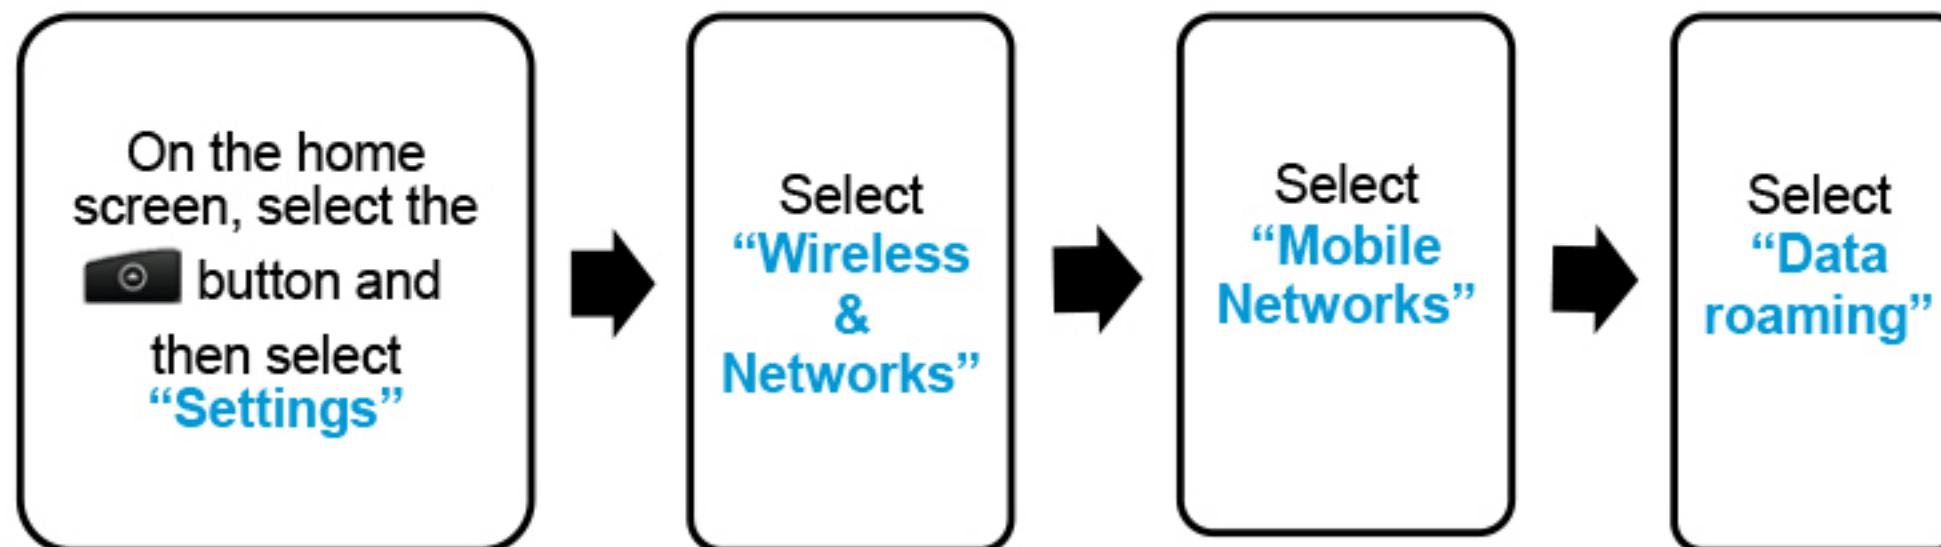 On the home
screen, select the
button and
then select
“Settings”
Select
“Wireless
&
Networks”
Select
“Mobile
Networks”
Select
“Data
roaming”